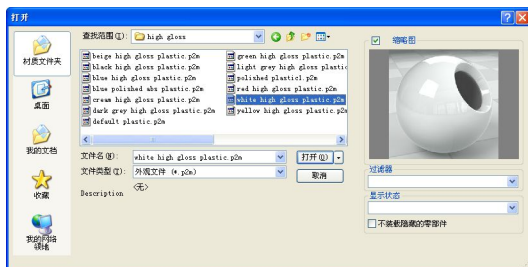 打开
查找范围(I):
high gloss
材质文件夹
桌面
我的文档
收藏
我的网络
beige high gloss plastic.p2m
black high gloss plastic.p2m
blue high gloss plastic.p2m
blue polished abs plastic.p2m
cream high gloss plastic.p2m
dark grey high gloss plastic.p2m
default plastic.p2m
green high gloss plastic.p2m
light grey high gloss plastic
polished plastic1.p2m
red high gloss plastic.p2m
white high gloss plastic.p2m
yellow high gloss plastic.p2m
文件名(N):
white high gloss plastic.p2m
打开(O)
文件类型(T):
外观文件 (*.p2m)
取消
Description
<无>
缩略图
过滤器
显示状态
不装载隐藏的零部件